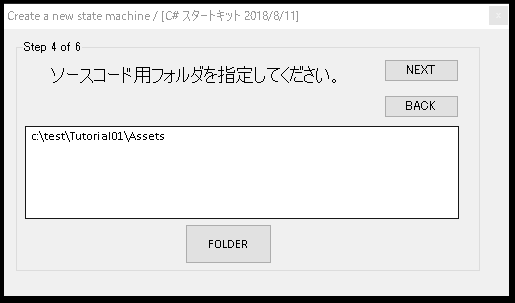 Create a new state machine / [C# スタートキット 2018/8/11]
Step 4 of 6
ソースコード用フォルダを指定してください。
NEXT
BACK
c:\test\Tutorial01\Assets
FOLDER